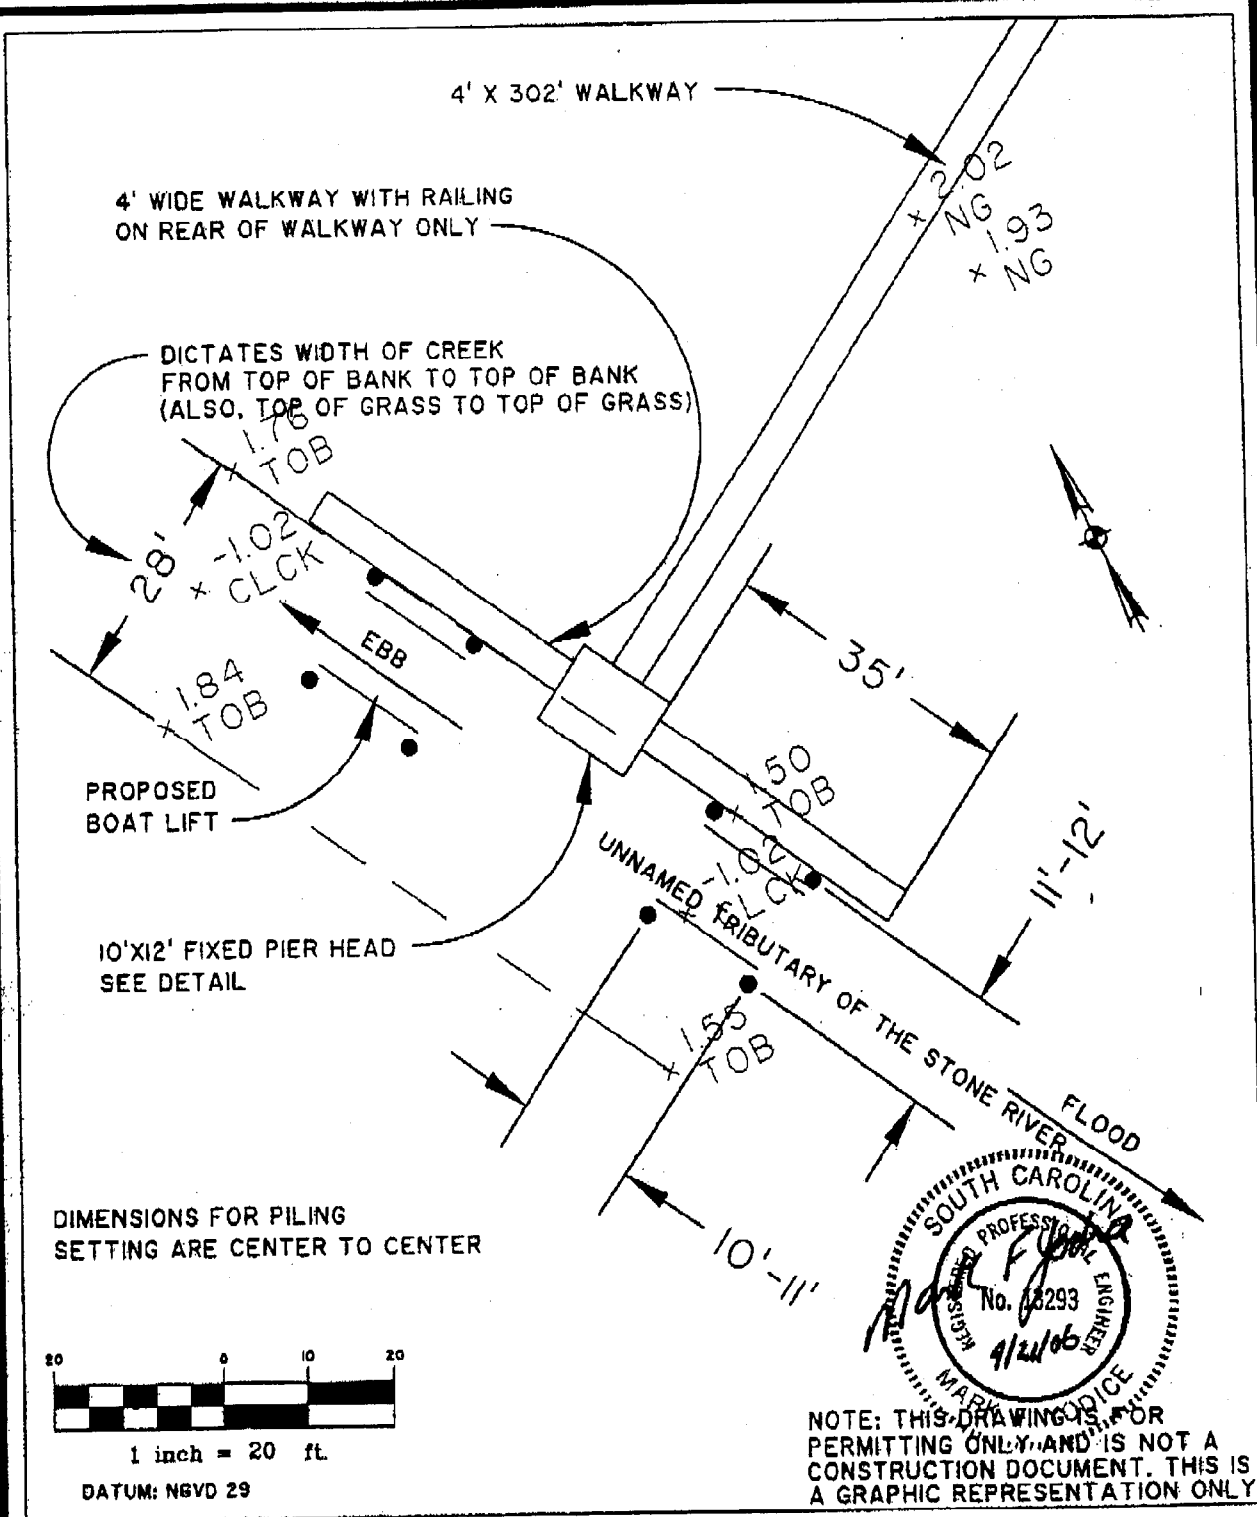 4' X 302' WALKWAY
2.02
NG
1.93
NG
4' WIDE WALKWAY WITH RAILING
ON REAR OF WALKWAY ONLY
DICTATES WIDTH OF CREEK
FROM TOP OF BANK TO TOP OF BANK
(ALSO, TOP OF GRASS TO TOP OF GRASS)
1.76
TOB
28'
-1.02
CLCK
EBB
1.84
TOB
35'
PROPOSED
BOAT LIFT
1.50
TOB
-1.02
CLCK
11'-12'
10'X12' FIXED PIER HEAD
SEE DETAIL
UNNAMED TRIBUTARY OF THE STONE RIVER
1.55
TOB
FLOOD
10'-11'
DIMENSIONS FOR PILING
SETTING ARE CENTER TO CENTER
SOUTH CAROLINA
REGISTERED PROFESSIONAL ENGINEER
No. 13293
9/21/06
MARK
20 0 10 20
1 inch = 20 ft.
DATUM: NGVD 29
NOTE: THIS DRAWING IS FOR
PERMITTING ONLY AND IS NOT A
CONSTRUCTION DOCUMENT. THIS IS
A GRAPHIC REPRESENTATION ONLY